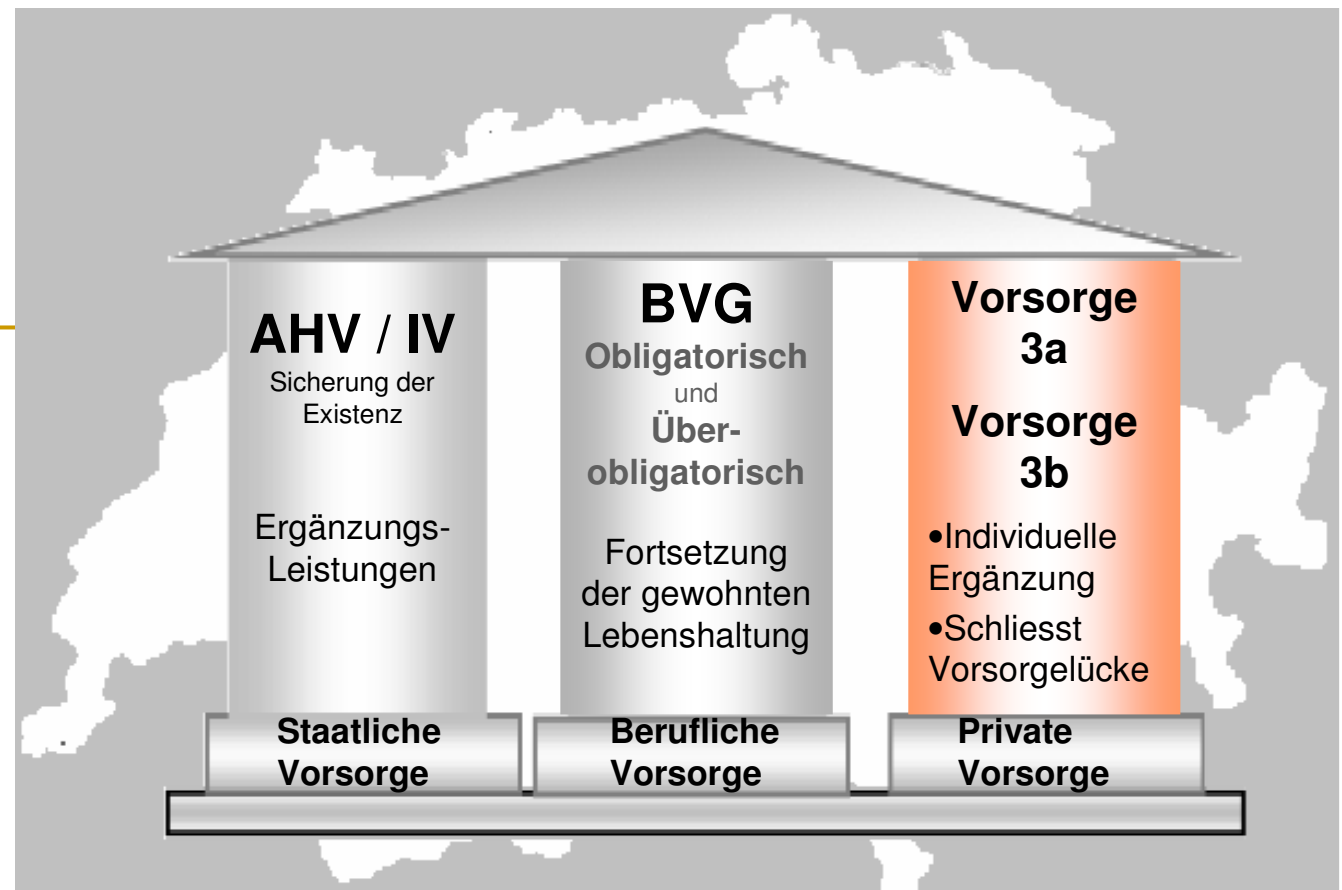 AHV / IV
Sicherung der
Existenz
Ergänzungs-
Leistungen
Staatliche
Vorsorge
BVG
Obligatorisch
und
Über-
obligatorisch
Fortsetzung
der gewohnten
Lebenshaltung
Berufliche
Vorsorge
Vorsorge
3a
Vorsorge
3b
•Individuelle
Ergänzung
•Schliesst
Vorsorgelücke
Private
Vorsorge